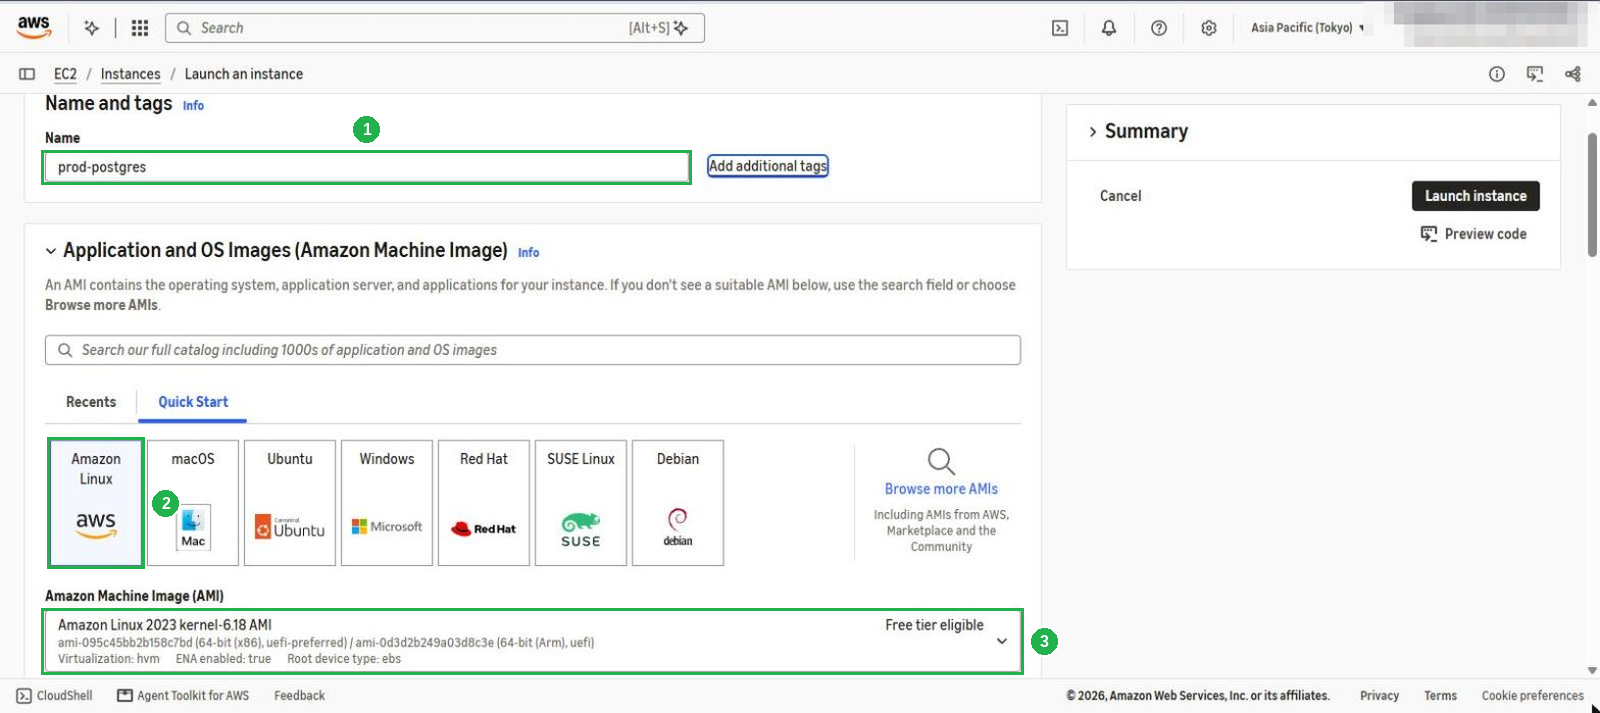 aws
Search
[Alt+S]
Asia Pacific (Tokyo)
EC2 / Instances / Launch an instance
Name and tags Info
1
Name
prod-postgres
Add additional tags
Summary
Cancel
Launch instance
Preview code
Application and OS Images (Amazon Machine Image) Info
An AMI contains the operating system, application server, and applications for your instance. If you don't see a suitable AMI below, use the search field or choose
Browse more AMIs.
Search our full catalog including 1000s of application and OS images
Recents
Quick Start
Amazon
Linux
aws
2
macOS
Mac
Ubuntu
Canonical
Ubuntu
Windows
Microsoft
Red Hat
Red Hat
SUSE Linux
SUSE
Debian
debian
Browse more AMIs
Including AMIs from AWS,
Marketplace and the
Community
Amazon Machine Image (AMI)
Amazon Linux 2023 kernel-6.18 AMI
Free tier eligible
ami-095c45bb2b158c7bd (64-bit (x86), uefi-preferred) / ami-0d3d2b249a03d8c3e (64-bit (Arm), uefi)
Virtualization: hvm ENA enabled: true Root device type: ebs
3
CloudShell
Agent Toolkit for AWS
Feedback
© 2026, Amazon Web Services, Inc. or its affiliates.
Privacy
Terms
Cookie preferences